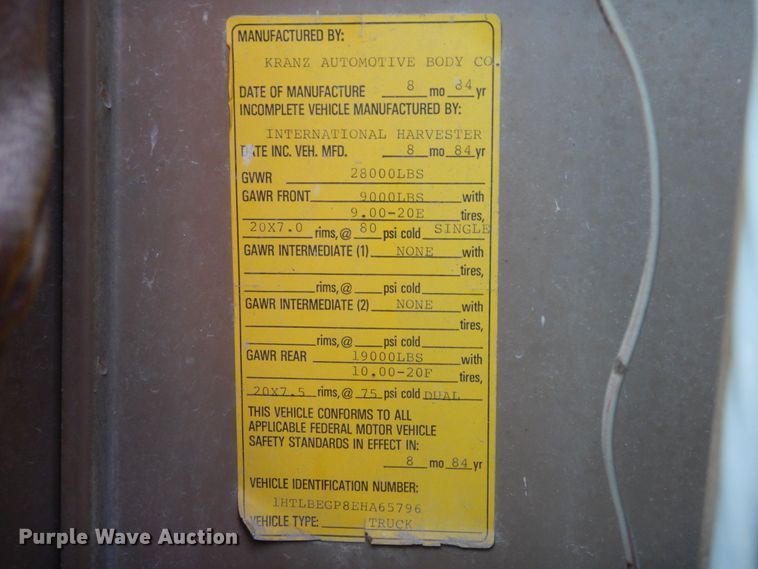 MANUFACTURED BY:
KRANZ AUTOMOTIVE BODY CO.
DATE OF MANUFACTURE 8 mo 84 yr
INCOMPLETE VEHICLE MANUFACTURED BY:
INTERNATIONAL HARVESTER
DATE INC. VEH. MFD. 8 mo 84 yr
GVWR 28000LBS
GAWR FRONT 9000LBS with
9.00-20E tires,
20X7.0 rims,@ 80 psi cold SINGLE
GAWR INTERMEDIATE (1) NONE with
tires,
rims,@ psi cold
GAWR INTERMEDIATE (2) NONE with
tires,
rims,@ psi cold
GAWR REAR 19000LBS with
10.00-20F tires,
20X7.5 rims,@ 75 psi cold DUAL
THIS VEHICLE CONFORMS TO ALL
APPLICABLE FEDERAL MOTOR VEHICLE
SAFETY STANDARDS IN EFFECT IN:
8 mo 84 yr
VEHICLE IDENTIFICATION NUMBER:
1HTLBEGP8EHA65796
VEHICLE TYPE: TRUCK
Purple Wave Auction